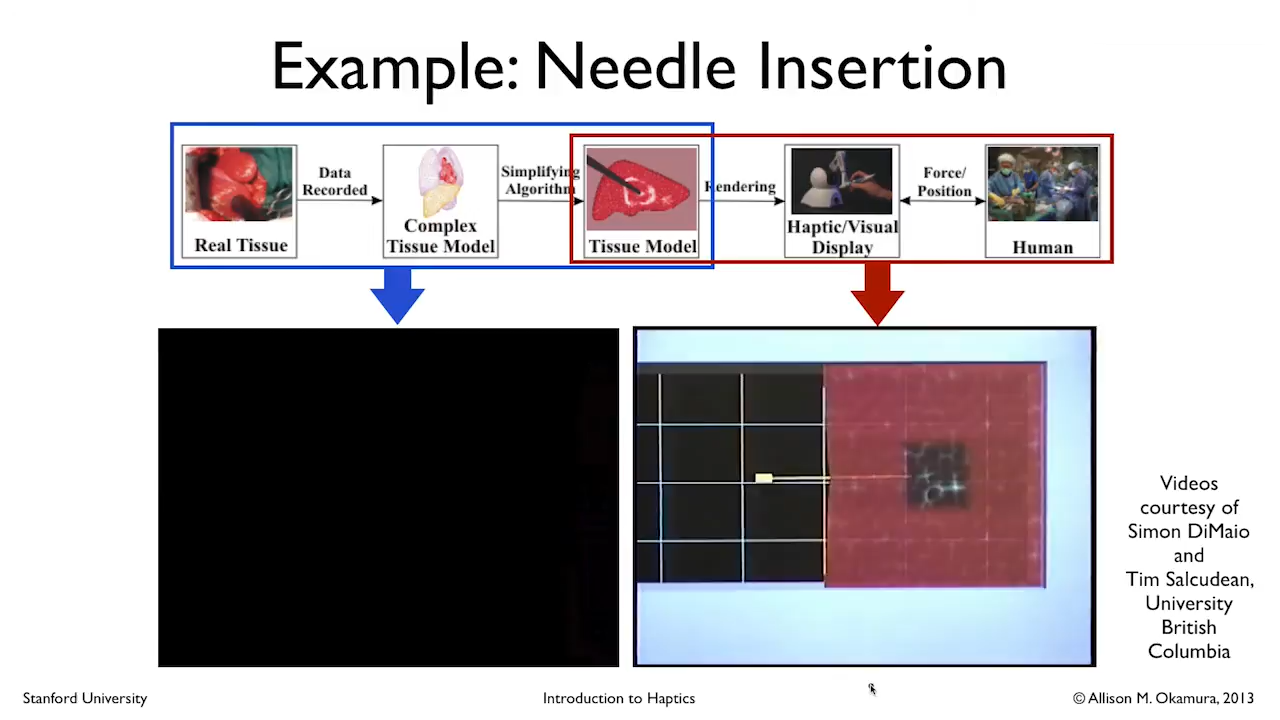 Example: Needle Insertion
Data
Recorded
Simplifying
Algorithm
Rendering
Force/
Position
Real Tissue
Complex
Tissue Model
Tissue Model
Haptic/Visual
Display
Human
Videos
courtesy of
Simon DiMaio
and
Tim Salcudean,
University
British
Columbia
Stanford University
Introduction to Haptics
© Allison M. Okamura, 2013